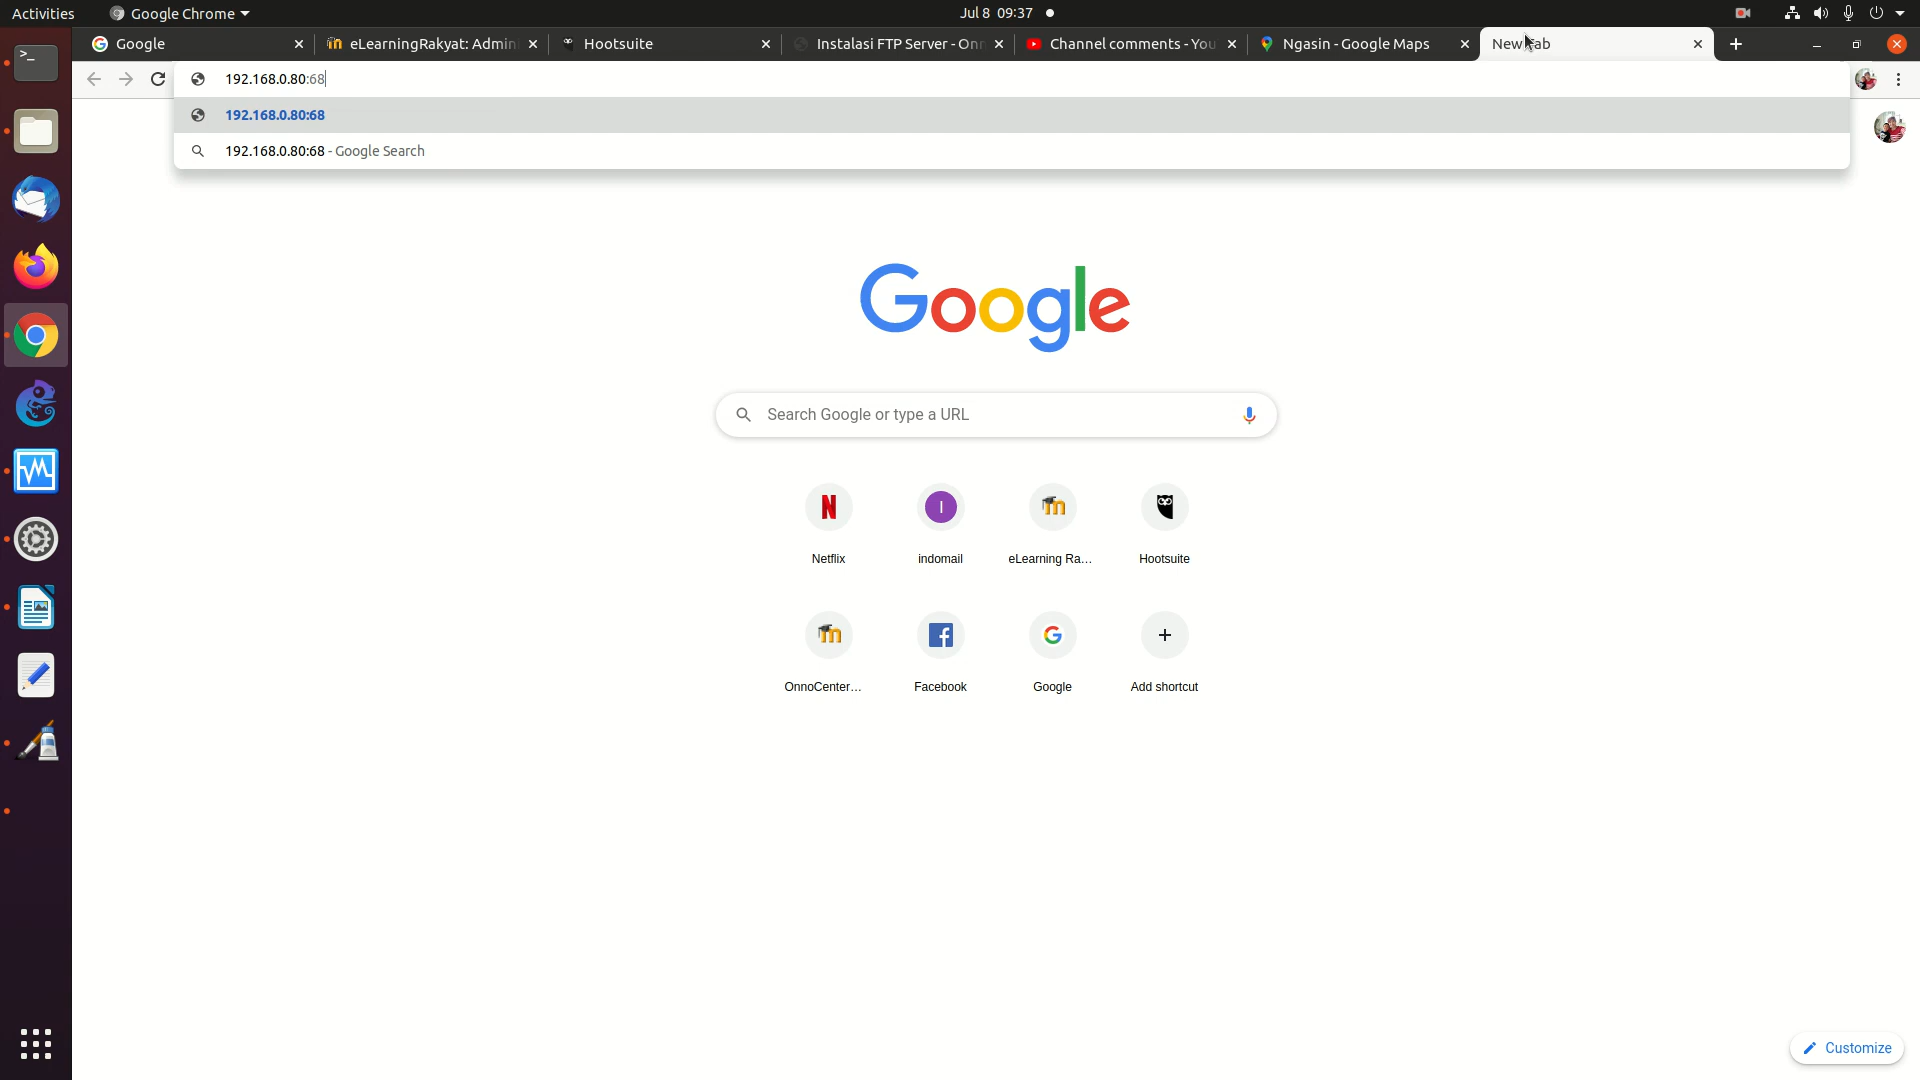 Activities
Google Chrome
Jul 8 09:37
Google
eLearningRakyat: Admin
Hootsuite
Instalasi FTP Server - Onn
Channel comments - You
Ngasin - Google Maps
New Tab
192.168.0.80:68
192.168.0.80:68
192.168.0.80:68 - Google Search
Google
Search Google or type a URL
Netflix
indomail
eLearning Ra...
Hootsuite
OnnoCenter...
Facebook
Google
Add shortcut
Customize